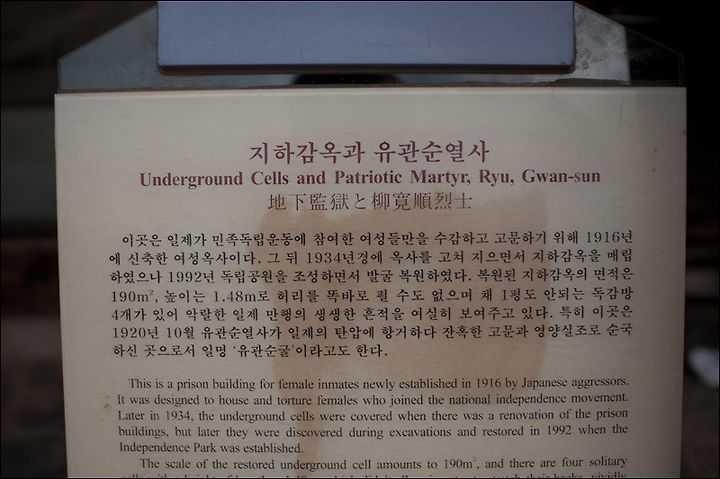 지하감옥과 유관순열사
Underground Cells and Patriotic Martyr, Ryu, Gwan-sun
地下監獄と柳寛順烈士
이곳은 일제가 민족독립운동에 참여한 여성들만을 수감하고 고문하기 위해 1916년
에 신축한 여성옥사이다. 그 뒤 1934년경에 옥사를 고쳐 지으면서 지하감옥을 매립
하였으나 1992년 독립공원을 조성하면서 발굴 복원하였다. 복원된 지하감옥의 면적은
190m², 높이는 1.48m로 허리를 똑바로 펼 수도 없으며 채 1평도 안되는 독감방
4개가 있어 악랄한 일제 만행의 생생한 흔적을 여실히 보여주고 있다. 특히 이곳은
1920년 10월 유관순열사가 일제의 탄압에 항거하다 잔혹한 고문과 영양실조로 순국
하신 곳으로서 일명 ‘유관순굴’이라고도 한다.
This is a prison building for female inmates newly established in 1916 by Japanese aggressors.
It was designed to house and torture females who joined the national independence movement.
Later in 1934, the underground cells were covered when there was a renovation of the prison
buildings, but later they were discovered during excavations and restored in 1992 when the
Independence Park was established.
The scale of the restored underground cell amounts to 190m², and there are four solitary